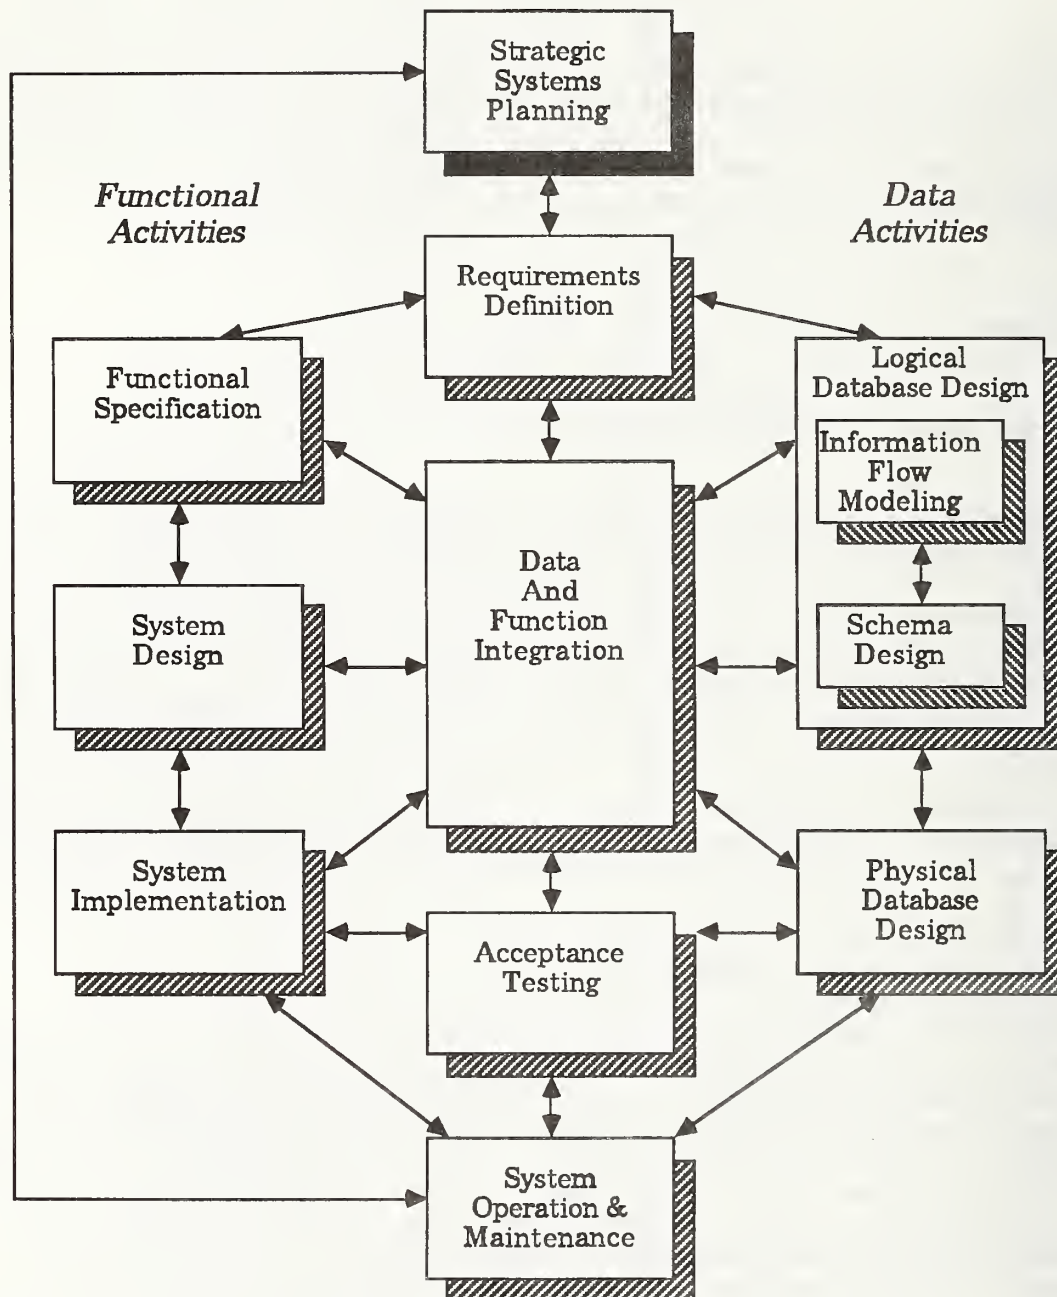 Strategic
Systems
Planning
Functional
Activities
Data
Activities
Requirements
Definition
Functional
Specification
Logical
Database Design
Information
Flow
Modeling
Data
And
Function
Integration
System
Design
Schema
Design
System
Implementation
Physical
Database
Design
Acceptance
Testing
System
Operation &
Maintenance